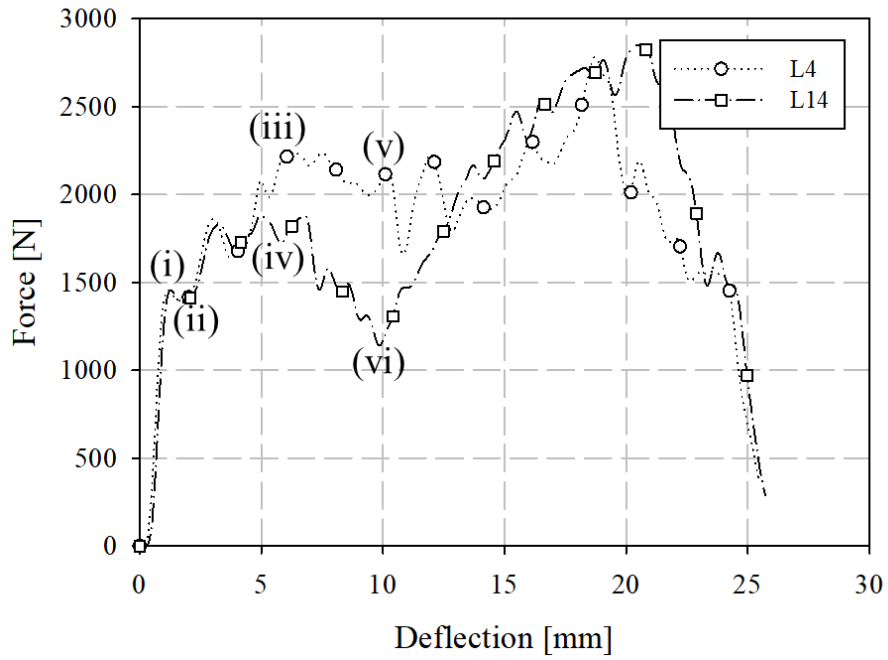 3000
2500
2000
1500
1000
500
0
Force [N]
L4
L14
(i)
(ii)
(iii)
(iv)
(v)
(vi)
0 5 10 15 20 25 30
Deflection [mm]